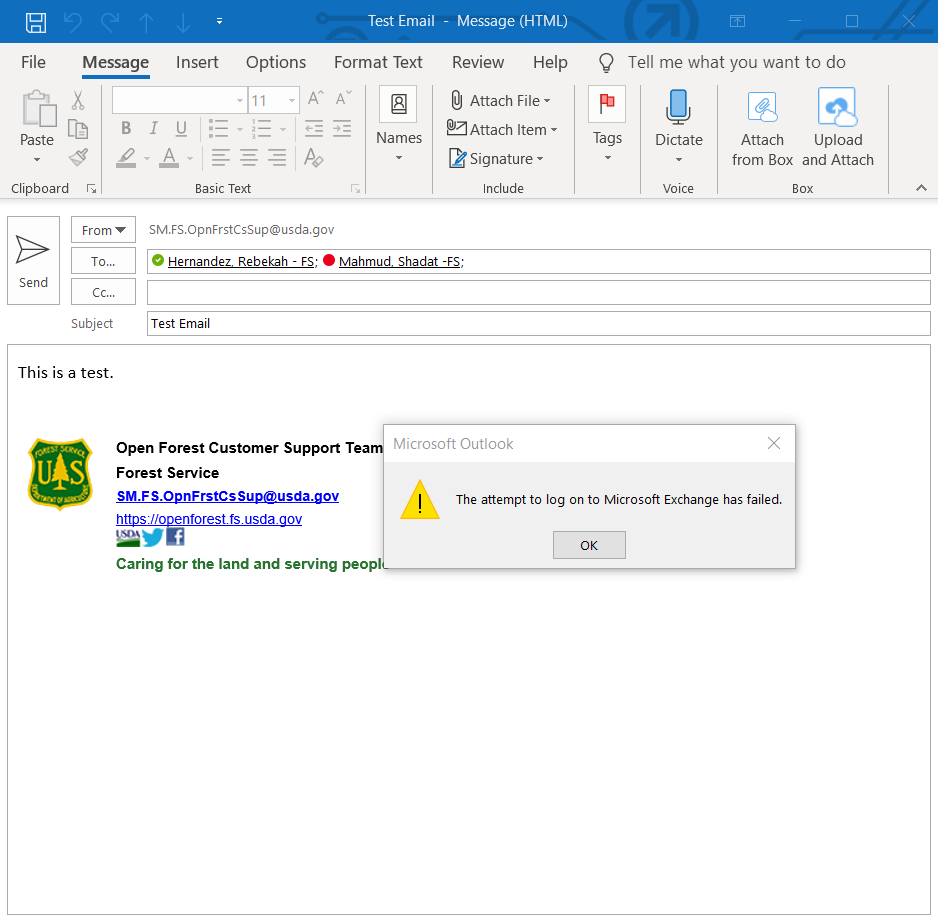 Test Email - Message (HTML)
File Message Insert Options Format Text Review Help Tell me what you want to do
Paste
Clipboard
11 A A
B I U
A A
Basic Text
Names
Attach File
Attach Item
Signature
Include
Tags
Dictate
Voice
Attach from Box
Upload and Attach
Box
Send
From SM.FS.OpnFrstCsSup@usda.gov
To... Hernandez, Rebekah - FS; Mahmud, Shadat -FS;
Cc...
Subject Test Email
This is a test.
FOREST SERVICE
U S
DEPARTMENT OF AGRICULTURE
Open Forest Customer Support Team
Forest Service
SM.FS.OpnFrstCsSup@usda.gov
https://openforest.fs.usda.gov
USDA f
Caring for the land and serving people
Microsoft Outlook
! The attempt to log on to Microsoft Exchange has failed.
OK